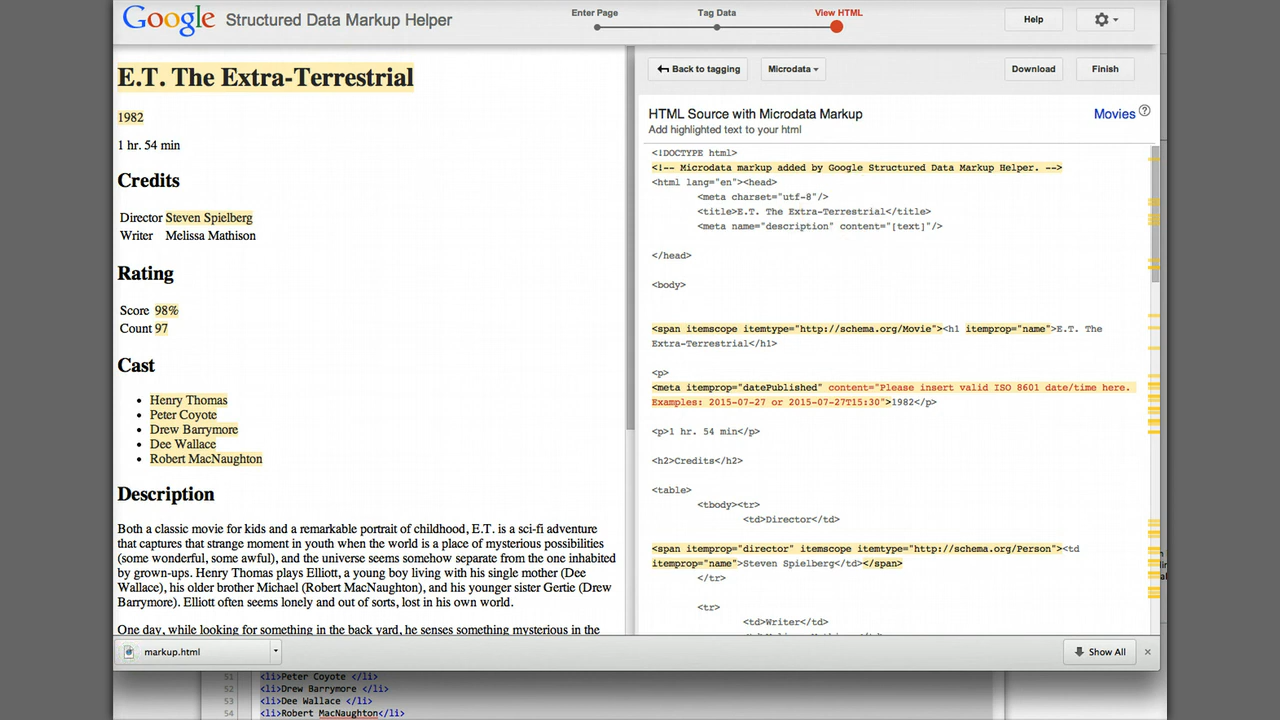 Google Structured Data Markup Helper
Enter Page
Tag Data
View HTML
Help
E.T. The Extra-Terrestrial
1982
1 hr. 54 min
Credits
Director Steven Spielberg
Writer Melissa Mathison
Rating
Score 98%
Count 97
Cast
Henry Thomas
Peter Coyote
Drew Barrymore
Dee Wallace
Robert MacNaughton
Description
Both a classic movie for kids and a remarkable portrait of childhood, E.T. is a sci-fi adventure
that captures that strange moment in youth when the world is a place of mysterious possibilities
(some wonderful, some awful), and the universe seems somehow separate from the one inhabited
by grown-ups. Henry Thomas plays Elliott, a young boy living with his single mother (Dee
Wallace), his older brother Michael (Robert MacNaughton), and his younger sister Gertie (Drew
Barrymore). Elliott often seems lonely and out of sorts, lost in his own world.
One day, while looking for something in the back yard, he senses something mysterious in the
Back to tagging
Microdata
Download
Finish
HTML Source with Microdata Markup
Movies ?
Add highlighted text to your html
<!DOCTYPE html>
<!-- Microdata markup added by Google Structured Data Markup Helper. -->
<html lang="en"><head>
<meta charset="utf-8"/>
<title>E.T. The Extra-Terrestrial</title>
<meta name="description" content="[text]"/>
</head>
<body>
<span itemscope itemtype="http://schema.org/Movie"><h1 itemprop="name">E.T. The
Extra-Terrestrial</h1>
<p>
<meta itemprop="datePublished" content="Please insert valid ISO 8601 date/time here.
Examples: 2015-07-27 or 2015-07-27T15:30">1982</p>
<p>1 hr. 54 min</p>
<h2>Credits</h2>
<table>
<tbody><tr>
<td>Director</td>
<span itemprop="director" itemscope itemtype="http://schema.org/Person"><td
itemprop="name">Steven Spielberg</td></span>
</tr>
<tr>
<td>Writer</td>
markup.html
Show All
51 <li>Peter Coyote </li>
52 <li>Drew Barrymore </li>
53 <li>Dee Wallace </li>
54 <li>Robert MacNaughton</li>